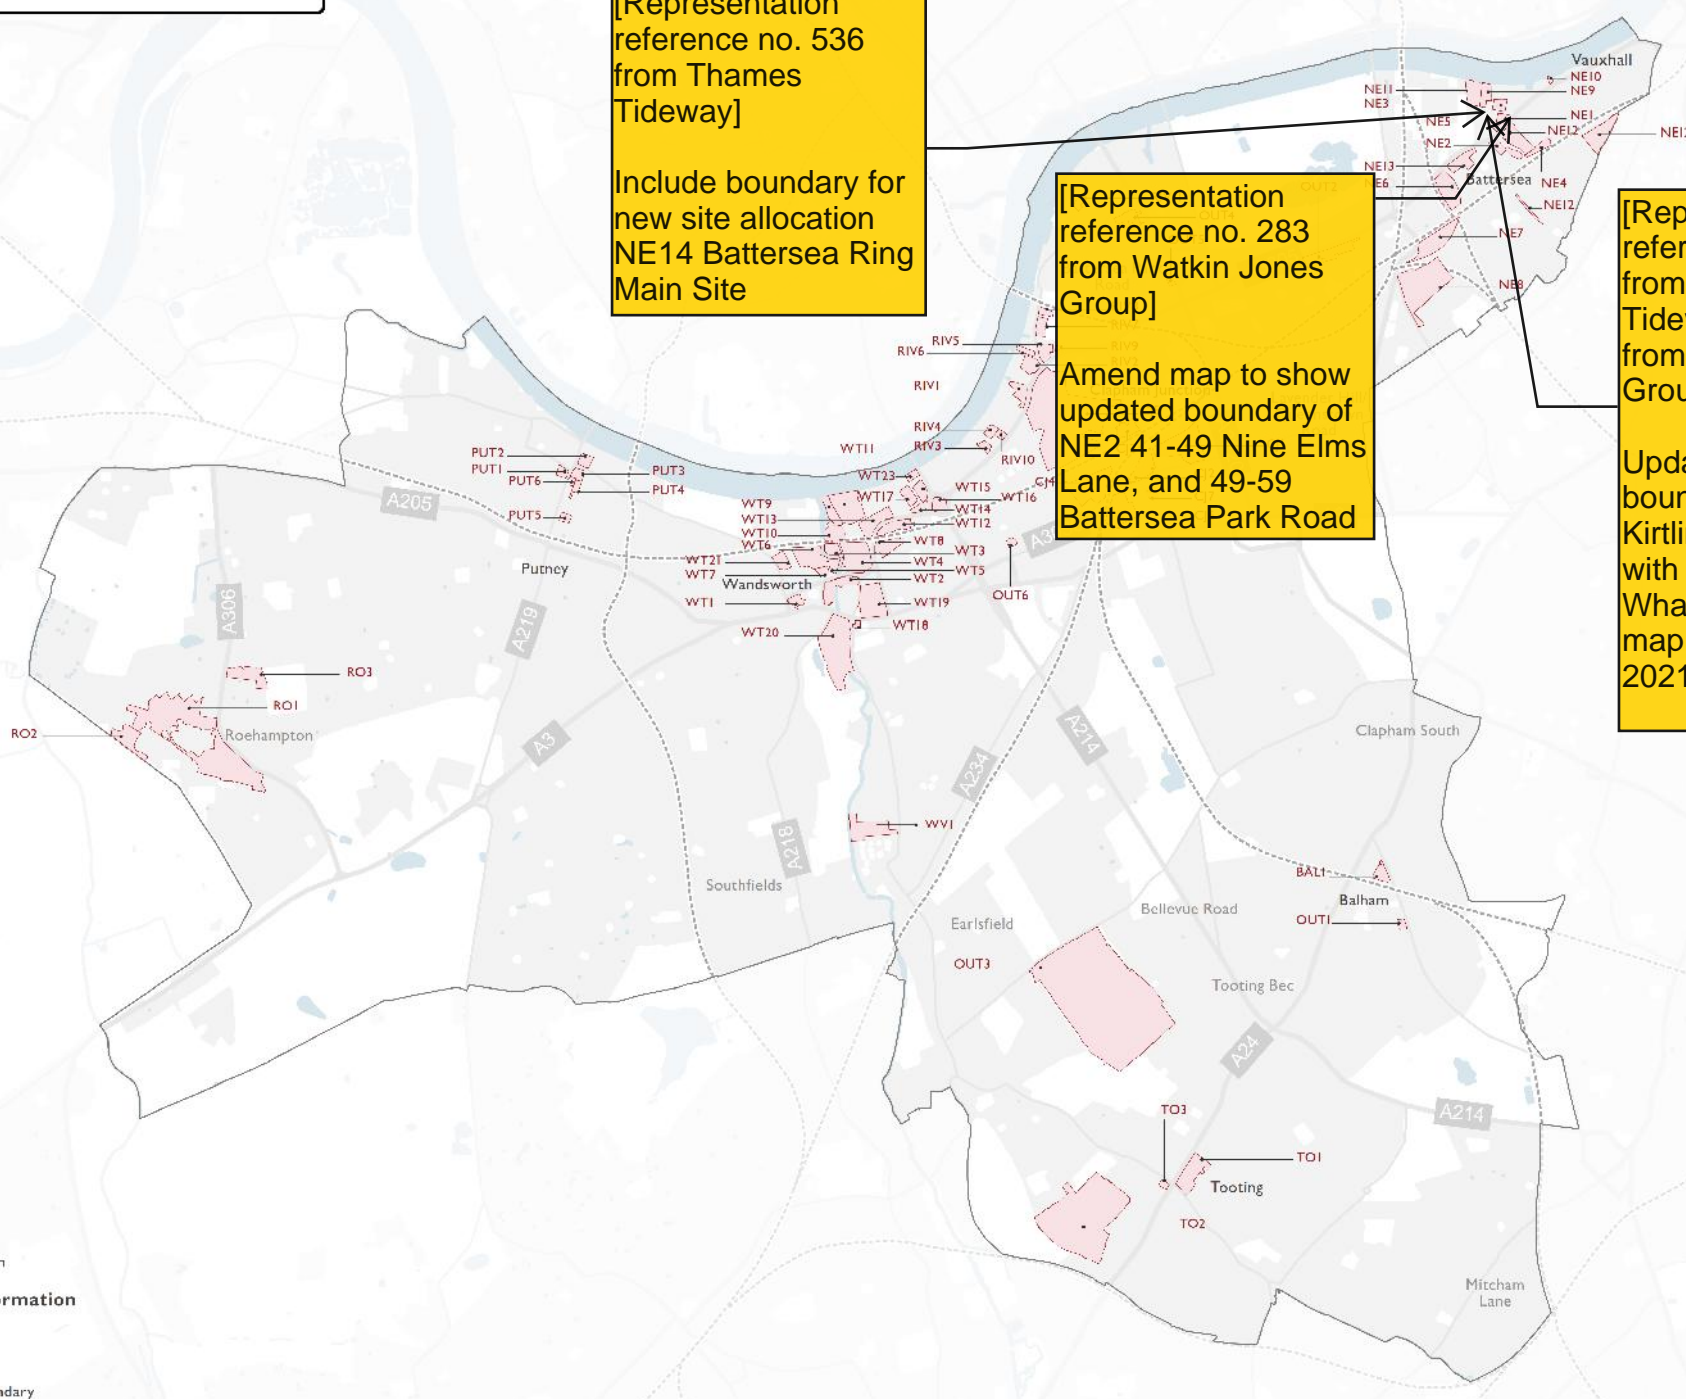 [Representation
reference no. 536
from Thames
Tideway]
Include boundary for
new site allocation
NE14 Battersea Ring
Main Site
[Representation
reference no. 283
from Watkin Jones
Group]
Amend map to show
updated boundary of
NE2 41-49 Nine Elms
Lane, and 49-59
Battersea Park Road
Vauxhall
NE10
NE9
NE11
NE3
NE1
NE5
NE12
NE2
NE13
NE6
Battersea
NE4
NE12
NE7
NE8
OUT2
OUT4
RIV5
RIV6
RIV9
RIV1
Clapham Junction
RIV4
RIV3
RIV10
WT11
WT23
WT15
WT17
WT16
WT14
WT12
WT9
WT13
WT10
WT6
WT8
WT3
WT4
WT5
WT21
WT7
Wandsworth
WT2
WT1
WT19
WT18
WT20
OUT6
PUT2
PUT1
PUT6
PUT3
PUT4
PUT5
A205
Putney
A306
A219
RO3
RO1
RO2
Roehampton
A3
A218
A234
A214
Clapham South
WV1
Southfields
Earlsfield
Bellevue Road
BAL1
Balham
OUT1
OUT3
Tooting Bec
A24
A214
TO3
TO1
Tooting
TO2
Mitcham
Lane